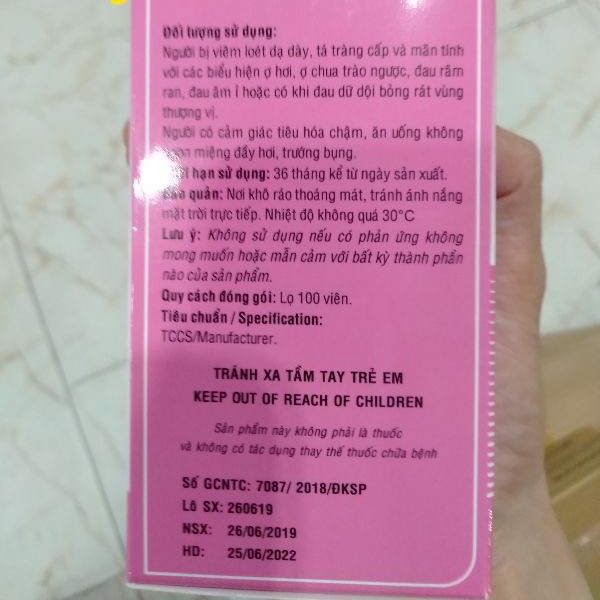 Đối tượng sử dụng:
Người bị viêm loét dạ dày, tá tràng cấp và mãn tính
với các biểu hiện ợ hơi, ợ chua trào ngược, đau râm
ran, đau âm ỉ hoặc có khi đau dữ dội bỏng rát vùng
thượng vị.
Người có cảm giác tiêu hóa chậm, ăn uống không
miệng đầy hơi, trướng bụng.
hạn sử dụng: 36 tháng kể từ ngày sản xuất.
quản: Nơi khô ráo thoáng mát, tránh ánh nắng
mặt trời trực tiếp. Nhiệt độ không quá 30°C
Lưu ý: Không sử dụng nếu có phản ứng không
mong muốn hoặc mẫn cảm với bất kỳ thành phần
nào của sản phẩm.
Quy cách đóng gói: Lọ 100 viên.
Tiêu chuẩn / Specification:
TCCS/Manufacturer.
TRÁNH XA TẦM TAY TRẺ EM
KEEP OUT OF REACH OF CHILDREN
Sản phẩm này không phải là thuốc
và không có tác dụng thay thế thuốc chữa bệnh
Số GCNTC: 7087/ 2018/ĐKSP
Lô SX: 260619
NSX: 26/06/2019
HD: 25/06/2022